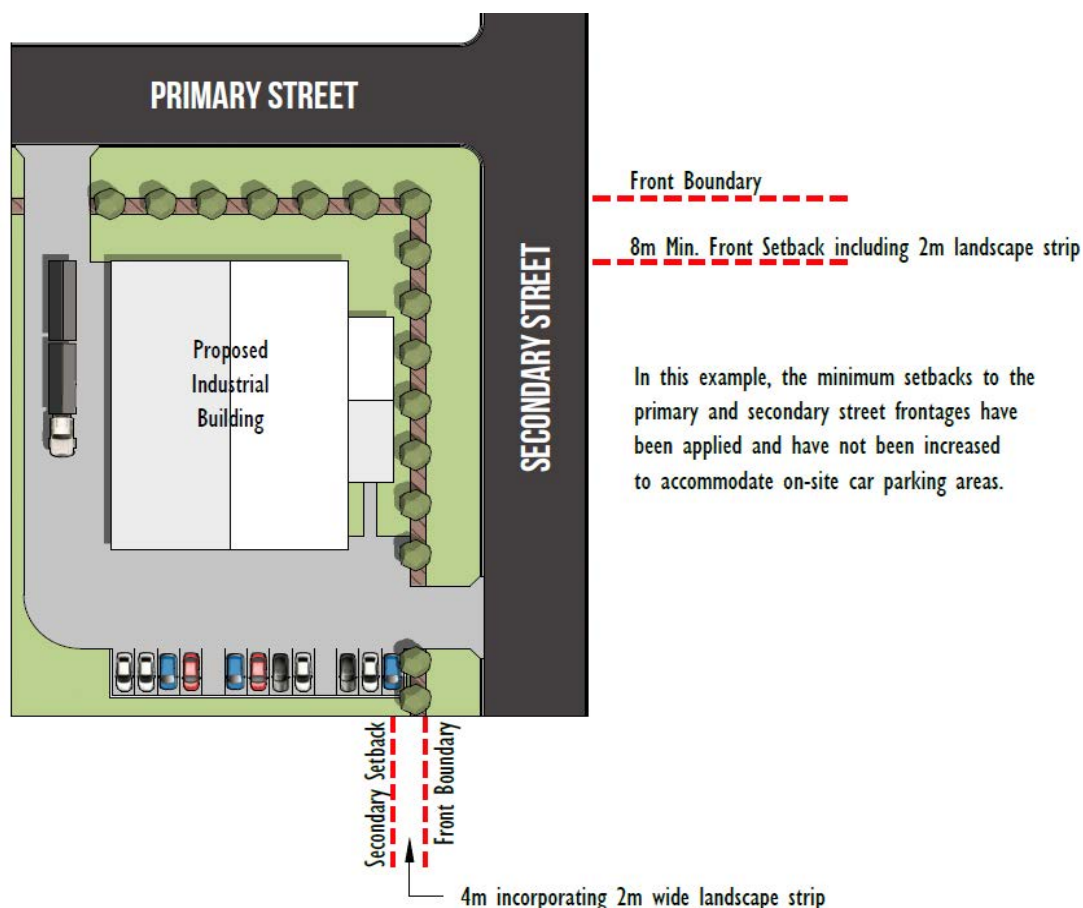 PRIMARY STREET
Front Boundary
8m Min. Front Setback including 2m landscape strip
SECONDARY STREET
Proposed
Industrial
Building
In this example, the minimum setbacks to the
primary and secondary street frontages have
been applied and have not been increased
to accommodate on-site car parking areas.
Secondary Setback
Front Boundary
4m incorporating 2m wide landscape strip